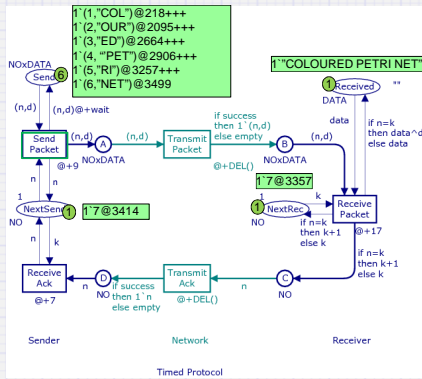 1`(1,"COL")@218+++
1`(2,"OUR")@2095+++
1`(3,"ED")@2664+++
1`(4, ""PET")@2906+++
1`(5,"RI")@3257+++
1`(6,"NET")@3499
NOxDATA
Send
6
1`"COLOURED PETRI NET"
1
Received
""
DATA
(n,d)
(n,d)@+wait
Send
Packet
@+9
(n,d)
A
NOxDATA
(n,d)
Transmit
Packet
@+DEL()
if success
then 1`(n,d)
else empty
B
NOxDATA
(n,d)
data
if n=k
then data^d
else data
n
n
1
NextSend
1
NO
1`7@3414
1`7@3357
1
NextRec
1
NO
k
if n=k
then k+1
else k
Receive
Packet
@+17
n
k
if n=k
then k+1
else k
Receive
Ack
@+7
n
D
NO
if success
then 1`n
else empty
Transmit
Ack
@+DEL()
n
C
NO
Sender
Network
Receiver
Timed Protocol